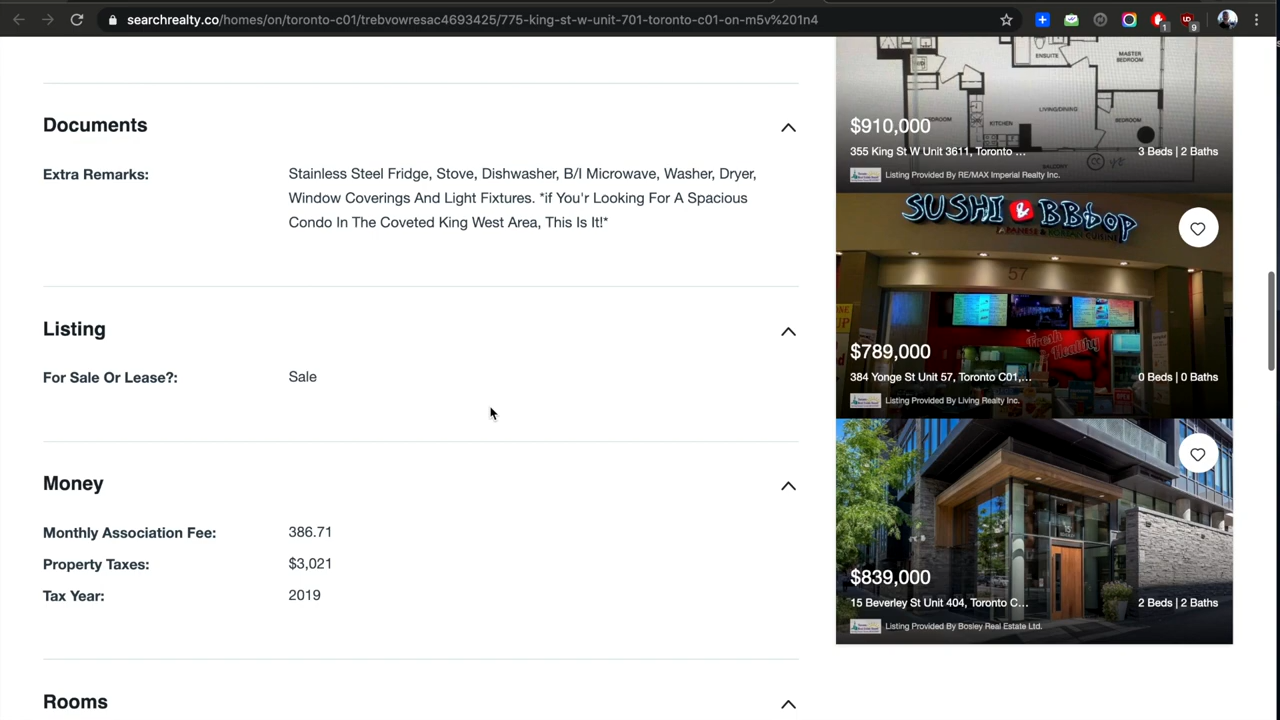 searchrealty.co/homes/on/toronto-c01/trebvowresac4693425/775-king-st-w-unit-701-toronto-c01-on-m5v%201n4
1
9
Documents
Extra Remarks:
Stainless Steel Fridge, Stove, Dishwasher, B/I Microwave, Washer, Dryer,
Window Coverings And Light Fixtures. *if You'r Looking For A Spacious
Condo In The Coveted King West Area, This Is It!*
Listing
For Sale Or Lease?:
Sale
Money
Monthly Association Fee:
386.71
Property Taxes:
$3,021
Tax Year:
2019
Rooms
ENSUITE
MASTER
BEDROOM
LIVING/DINING
KITCHEN
BEDROOM
$910,000
355 King St W Unit 3611, Toronto ...
3 Beds | 2 Baths
Listing Provided By RE/MAX Imperial Realty Inc.
SUSHI & BBBOP
57
Fresh
Healthy
$789,000
384 Yonge St Unit 57, Toronto C01,...
0 Beds | 0 Baths
Listing Provided By Living Realty Inc.
15
$839,000
15 Beverley St Unit 404, Toronto C...
2 Beds | 2 Baths
Listing Provided By Bosley Real Estate Ltd.